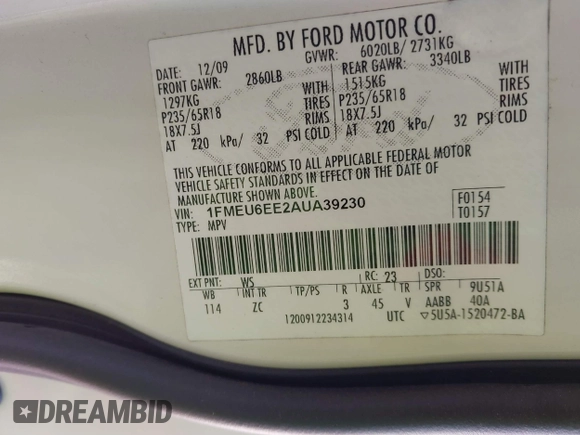 MFD. BY FORD MOTOR CO.
DATE: 12/09 GVWR: 6020LB/ 2731KG
FRONT GAWR: 2860LB REAR GAWR: 3340LB
1297KG WITH 1515KG WITH
P235/65R18 TIRES P235/65R18 TIRES
18X7.5J RIMS 18X7.5J RIMS
AT 220 kPa/ 32 PSI COLD AT 220 kPa/ 32 PSI COLD
THIS VEHICLE CONFORMS TO ALL APPLICABLE FEDERAL MOTOR
VEHICLE SAFETY STANDARDS IN EFFECT ON THE DATE OF
MANUFACTURE SHOWN ABOVE.
VIN: 1FMEU6EE2AUA39230 F0154
TYPE: MPV T0157
EXT PNT: WS RC: 23 DSO:
WB INT TR TP/PS R AXLE TR SPR 9U51A
114 ZC 3 45 V AABB 40A
1200912234314 UTC ▽5U5A-1520472-BA
DREAMBID